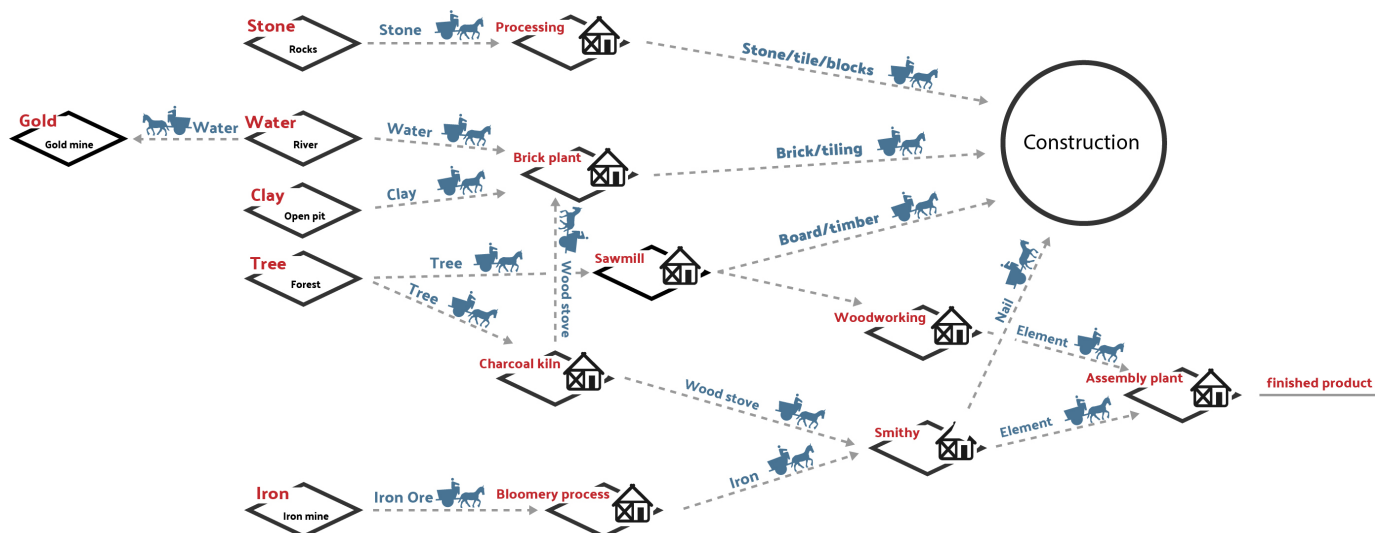 Stone
Rocks
Stone
Processing
Stone/tile/blocks
Gold
Gold mine
Water
Water
River
Water
Brick plant
Brick/tiling
Construction
Clay
Open pit
Clay
Tree
Forest
Tree
Tree
Wood stove
Sawmill
Board/timber
Woodworking
Nail
Element
Charcoal kiln
Wood stove
Assembly plant
finished product
Smithy
Element
Iron
Iron mine
Iron Ore
Bloomery process
Iron